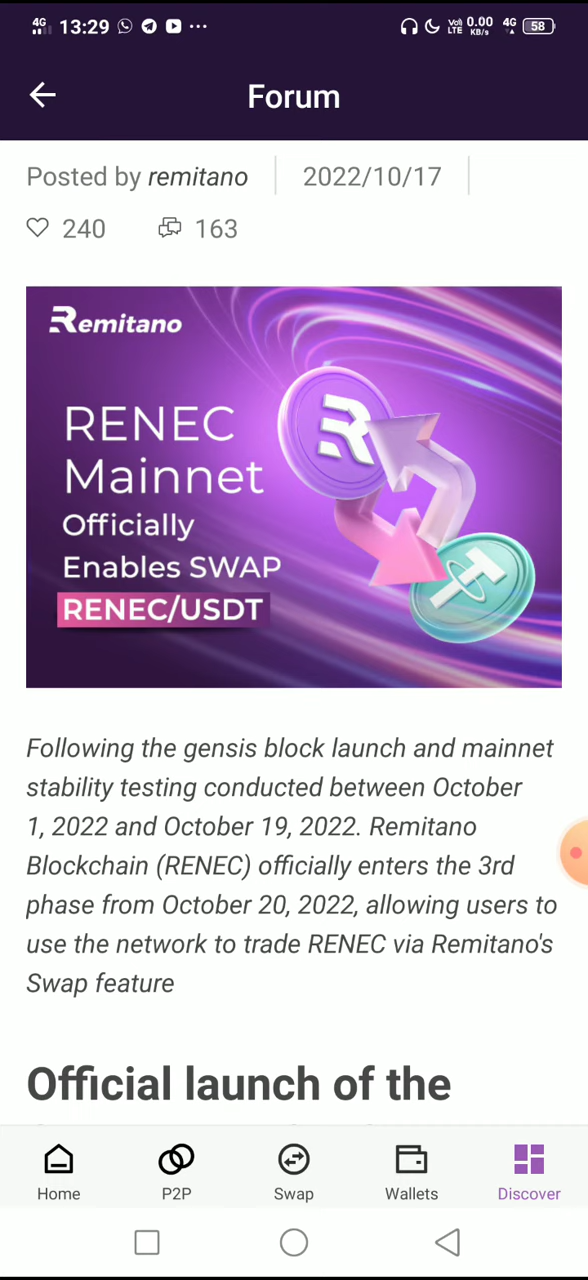 4G 13:29 ... VoB LTE 0.00 KB/s 4G 58
Forum
Posted by remitano 2022/10/17
240 163
Remitano
RENEC
Mainnet
Officially
Enables SWAP
RENEC/USDT
Following the gensis block launch and mainnet
stability testing conducted between October
1, 2022 and October 19, 2022. Remitano
Blockchain (RENEC) officially enters the 3rd
phase from October 20, 2022, allowing users to
use the network to trade RENEC via Remitano's
Swap feature
Official launch of the
Home P2P Swap Wallets Discover